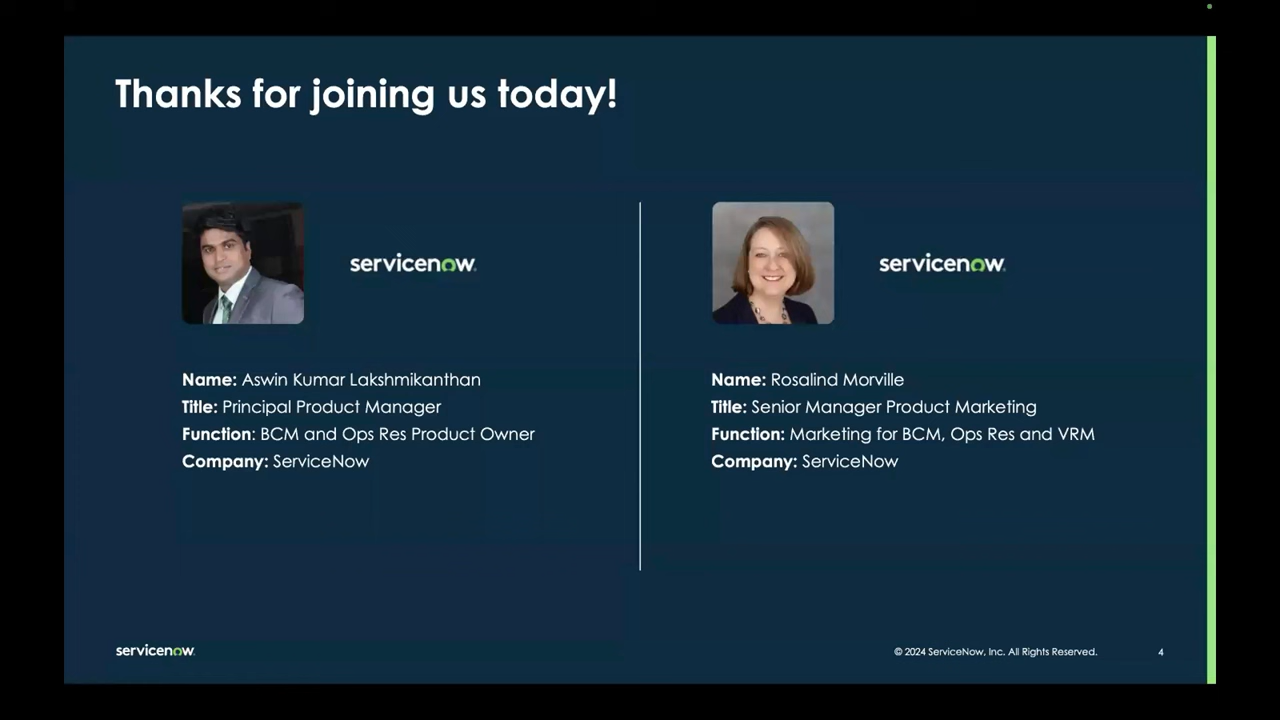 Thanks for joining us today!
servicenow.
Name: Aswin Kumar Lakshmikanthan
Title: Principal Product Manager
Function: BCM and Ops Res Product Owner
Company: ServiceNow
servicenow.
Name: Rosalind Morville
Title: Senior Manager Product Marketing
Function: Marketing for BCM, Ops Res and VRM
Company: ServiceNow
servicenow
© 2024 ServiceNow, Inc. All Rights Reserved.
4